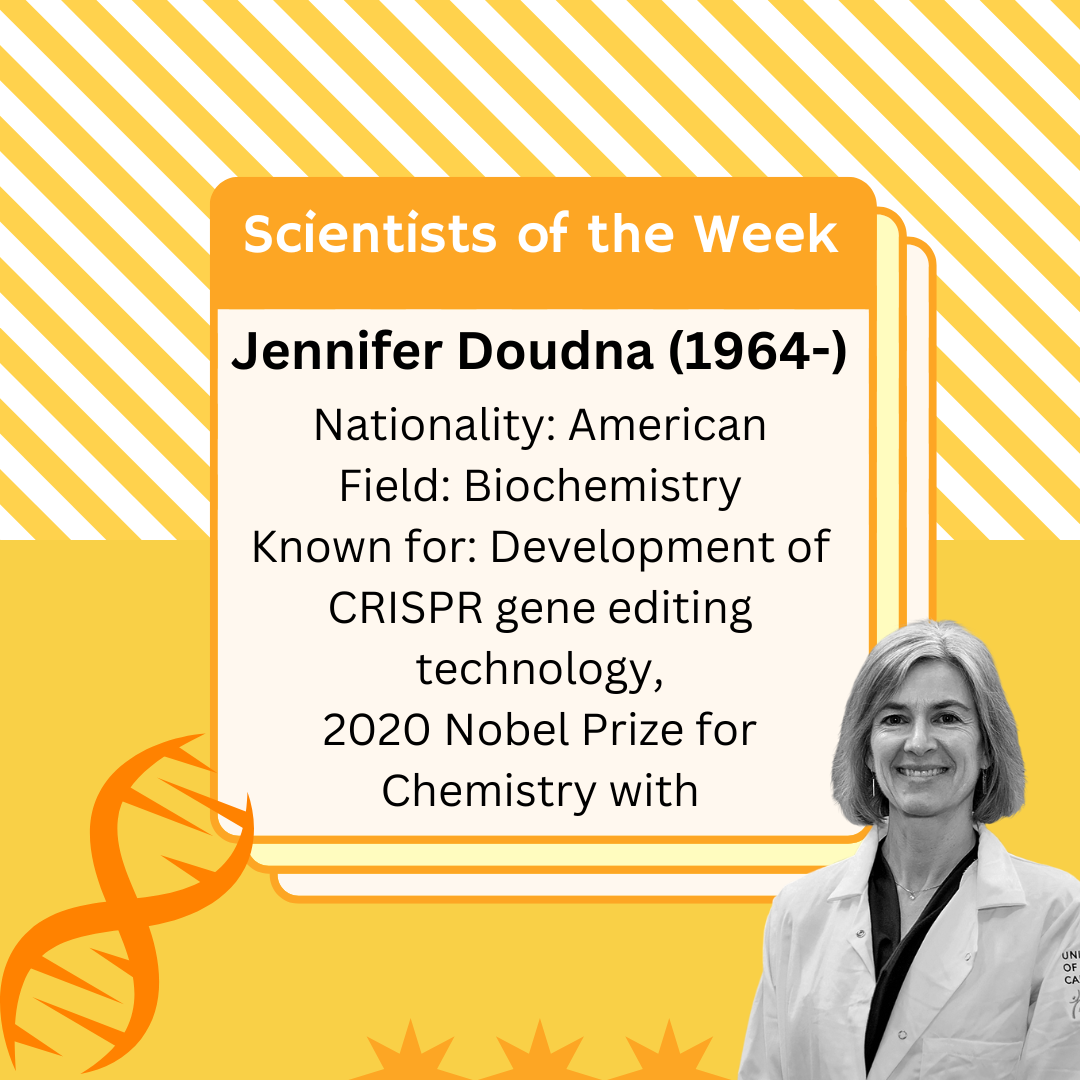 Scientists of the Week
Jennifer Doudna (1964-)
Nationality: American
Field: Biochemistry
Known for: Development of
CRISPR gene editing
technology,
2020 Nobel Prize for
Chemistry with
OF